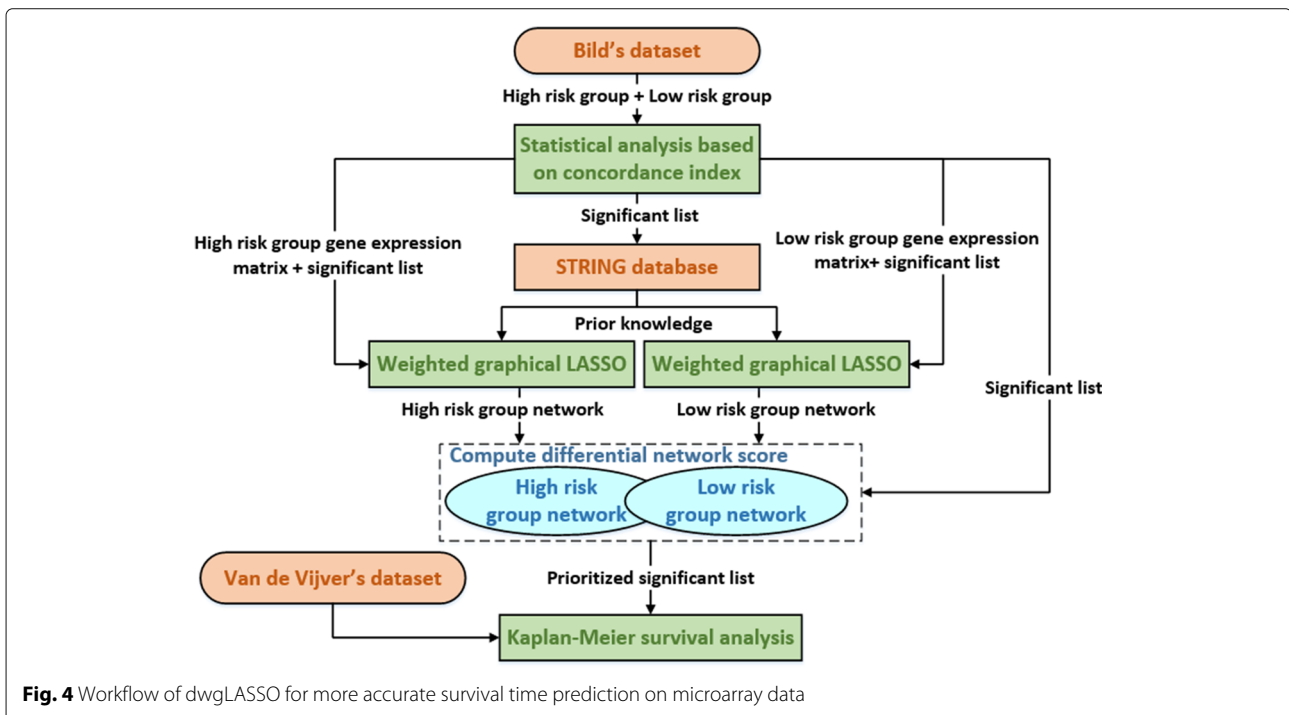 Bild's dataset
High risk group + Low risk group
Statistical analysis based
on concordance index
Significant list
High risk group gene expression
matrix + significant list
Low risk group gene expression
matrix+ significant list
STRING database
Prior knowledge
Weighted graphical LASSO
Weighted graphical LASSO
Significant list
High risk group network
Low risk group network
Compute differential network score
High risk
group network
Low risk
group network
Van de Vijver's dataset
Prioritized significant list
Kaplan-Meier survival analysis
Fig. 4 Workflow of dwgLASSO for more accurate survival time prediction on microarray data